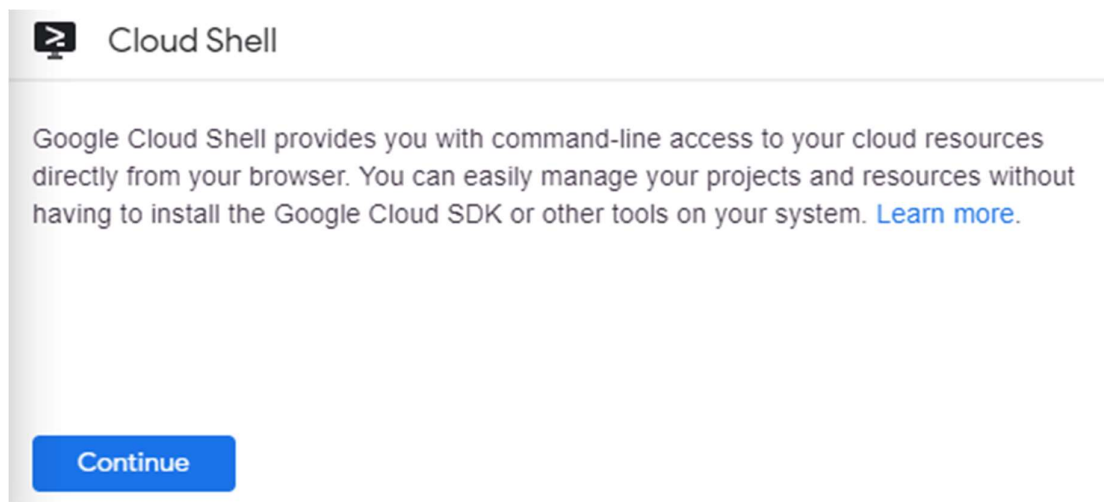 Cloud Shell
Google Cloud Shell provides you with command-line access to your cloud resources
directly from your browser. You can easily manage your projects and resources without
having to install the Google Cloud SDK or other tools on your system. Learn more.
Continue